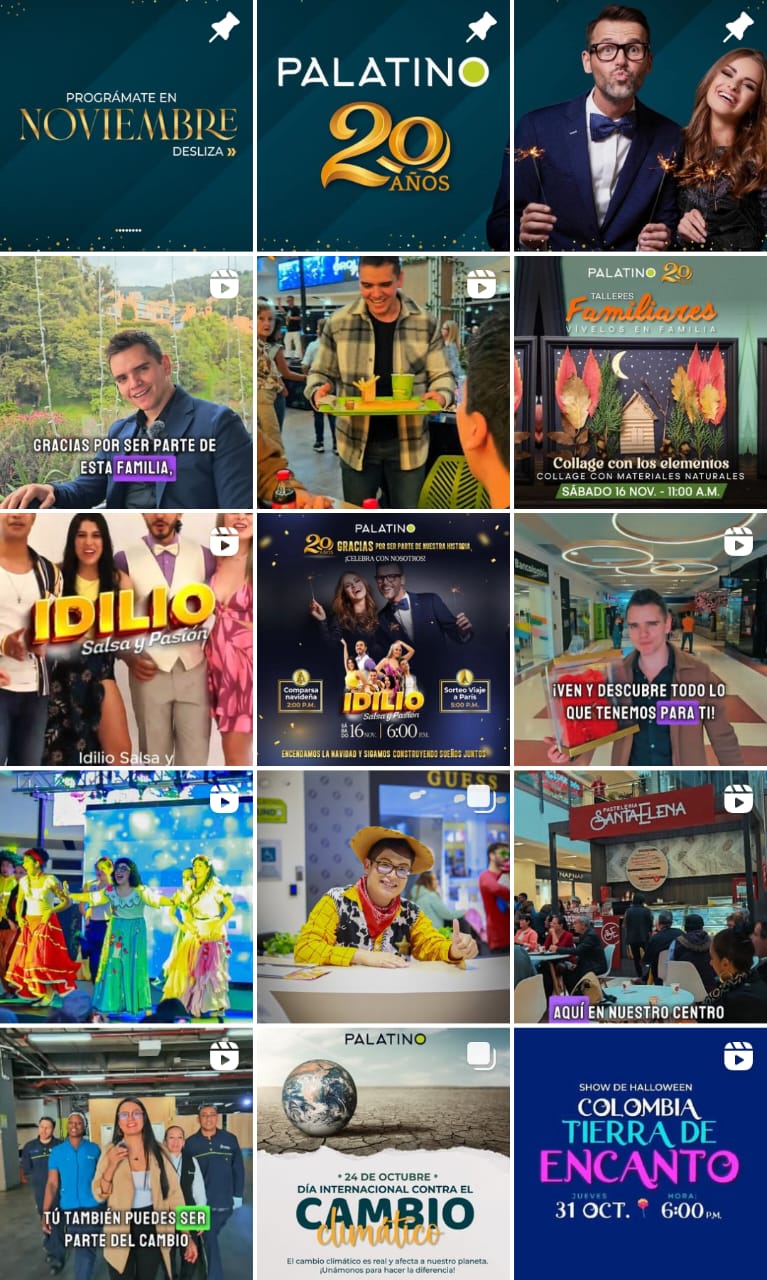 PROGRÁMATE EN
NOVIEMBRE
DESLIZA »
PALATINO
20
AÑOS
GRACIAS POR SER PARTE DE
ESTA FAMILIA,
PALATINO 20
TALLERES
Familiares
VÍVELOS EN FAMILIA
Collage con los elementos
COLLAGE CON MATERIALES NATURALES
SÁBADO 16 NOV. - 11:00 A.M.
IDILIO
Salsa y Pasión
Idilio Salsa y
PALATINO
20 AÑOS GRACIAS POR SER PARTE DE NUESTRA HISTORIA
¡CELEBRA CON NOSOTROS!
Comparsa
navideña
2:00 P.M.
Sorteo Viaje
a París
5:00 P.M.
IDILIO
Salsa y Pasión
SÁBADO 16 NOV. 6:00 P.M.
ENCENDAMOS LA NAVIDAD Y SIGAMOS CONSTRUYENDO SUEÑOS JUNTOS
Bancolombia
¡VEN Y DESCUBRE TODO LO
QUE TENEMOS PARA TI!
GUESS
PASTELERIA
SANTA ELENA
NAFNAF
AQUÍ EN NUESTRO CENTRO
TÚ TAMBIÉN PUEDES SER
PARTE DEL CAMBIO
PALATINO
* 24 DE OCTUBRE *
DÍA INTERNACIONAL CONTRA EL
CAMBIO
climático
El cambio climático es real y afecta a nuestro planeta.
¡Unámonos para hacer la diferencia!
SHOW DE HALLOWEEN
COLOMBIA
TIERRA DE
ENCANTO
JUEVES HORA:
31 OCT. 6:00 P.M.